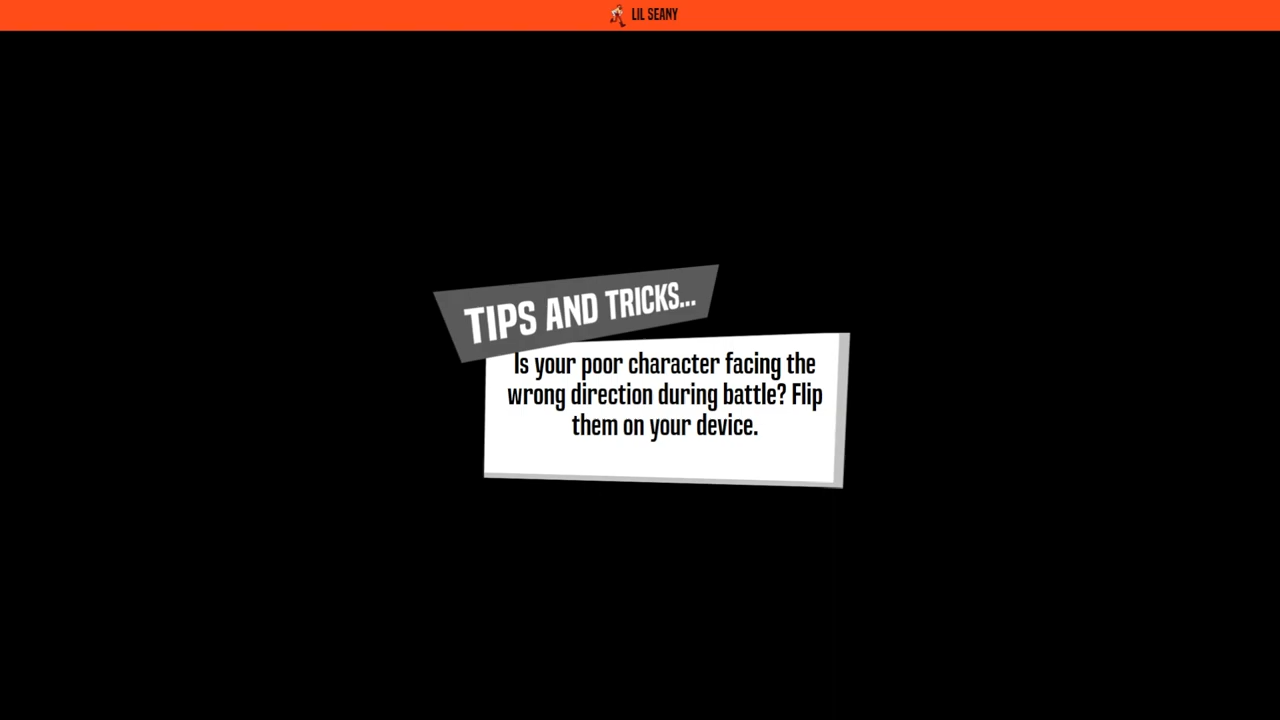 LIL SEANY
TIPS AND TRICKS...
Is your poor character facing the
wrong direction during battle? Flip
them on your device.